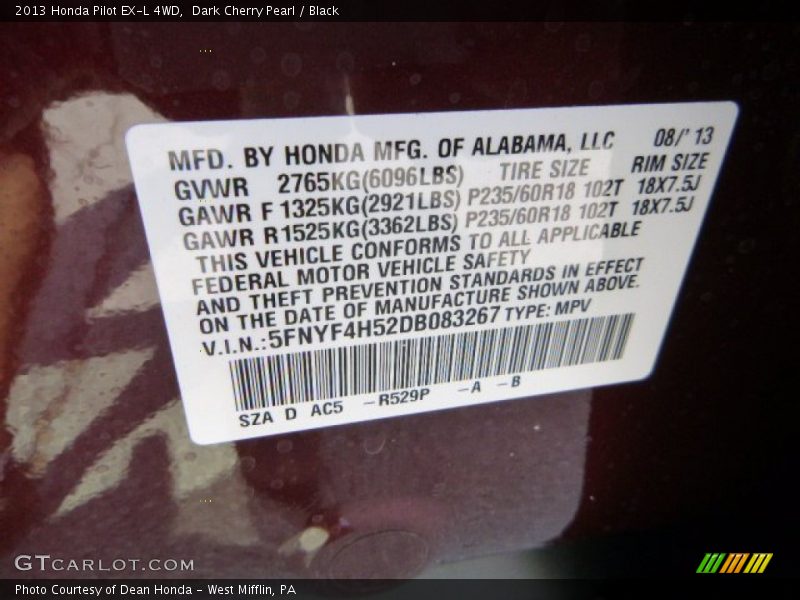 2013 Honda Pilot EX-L 4WD,  Dark Cherry Pearl / Black
MFD. BY HONDA MFG. OF ALABAMA, LLC 08/' 13
GVWR 2765KG(6096LBS) TIRE SIZE RIM SIZE
GAWR F 1325KG(2921LBS) P235/60R18 102T 18X7.5J
GAWR R1525KG(3362LBS) P235/60R18 102T 18X7.5J
THIS VEHICLE CONFORMS TO ALL APPLICABLE
FEDERAL MOTOR VEHICLE SAFETY
AND THEFT PREVENTION STANDARDS IN EFFECT
ON THE DATE OF MANUFACTURE SHOWN ABOVE.
V.I.N.:5FNYF4H52DB083267 TYPE: MPV
SZA D AC5 -R529P -A -B
GTCARLOT.COM
Photo Courtesy of Dean Honda - West Mifflin, PA